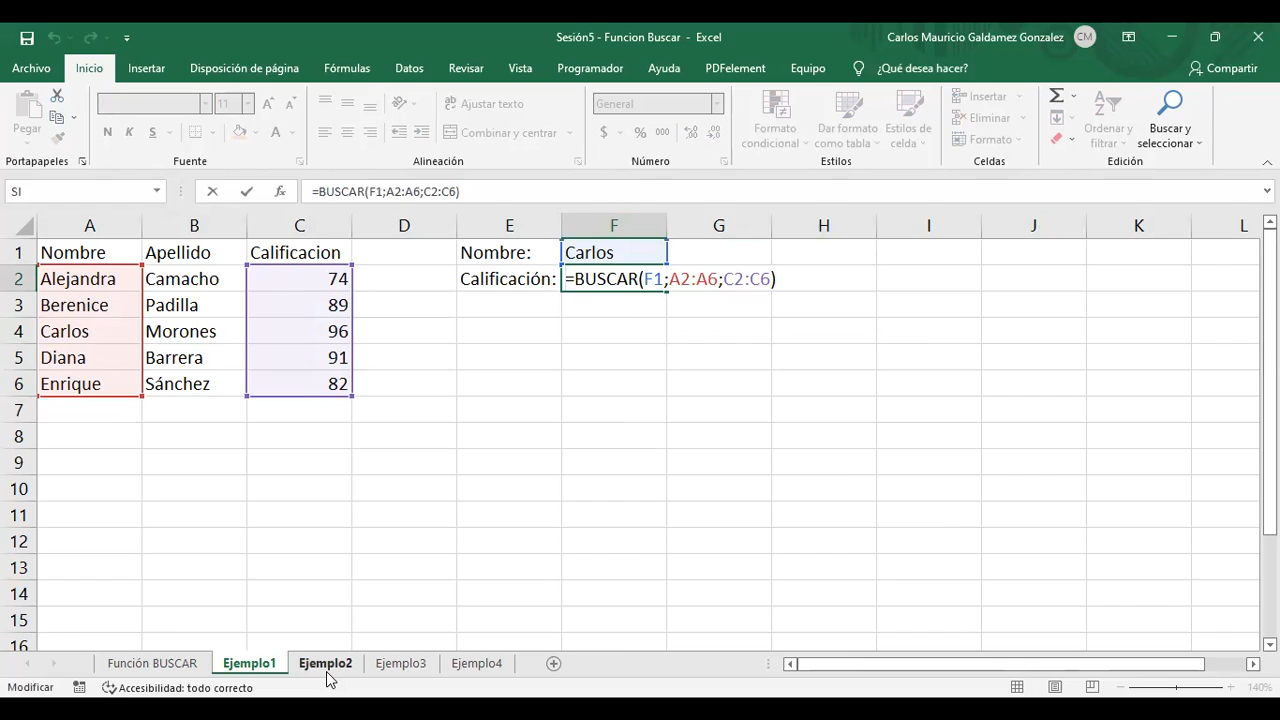 Sesión5 - Funcion Buscar - Excel
Carlos Mauricio Galdamez Gonzalez
CM
Archivo
Inicio
Insertar
Disposición de página
Fórmulas
Datos
Revisar
Vista
Programador
Ayuda
PDFelement
Equipo
¿Qué desea hacer?
Compartir
Pegar
Portapapeles
11
N
K
S
A
Fuente
Ajustar texto
Combinar y centrar
Alineación
General
$
%
000
Número
Formato condicional
Dar formato como tabla
Estilos de celda
Estilos
Insertar
Eliminar
Formato
Celdas
Ordenar y filtrar
Buscar y seleccionar
Edición
SI
fx
=BUSCAR(F1;A2:A6;C2:C6)
A B C D E F G H I J K L
1 Nombre Apellido Calificacion Nombre: Carlos
2 Alejandra Camacho 74 Calificación: =BUSCAR(F1;A2:A6;C2:C6)
3 Berenice Padilla 89
4 Carlos Morones 96
5 Diana Barrera 91
6 Enrique Sánchez 82
7
8
9
10
11
12
13
14
15
16
Función BUSCAR
Ejemplo1
Ejemplo2
Ejemplo3
Ejemplo4
Modificar
Accesibilidad: todo correcto
140%